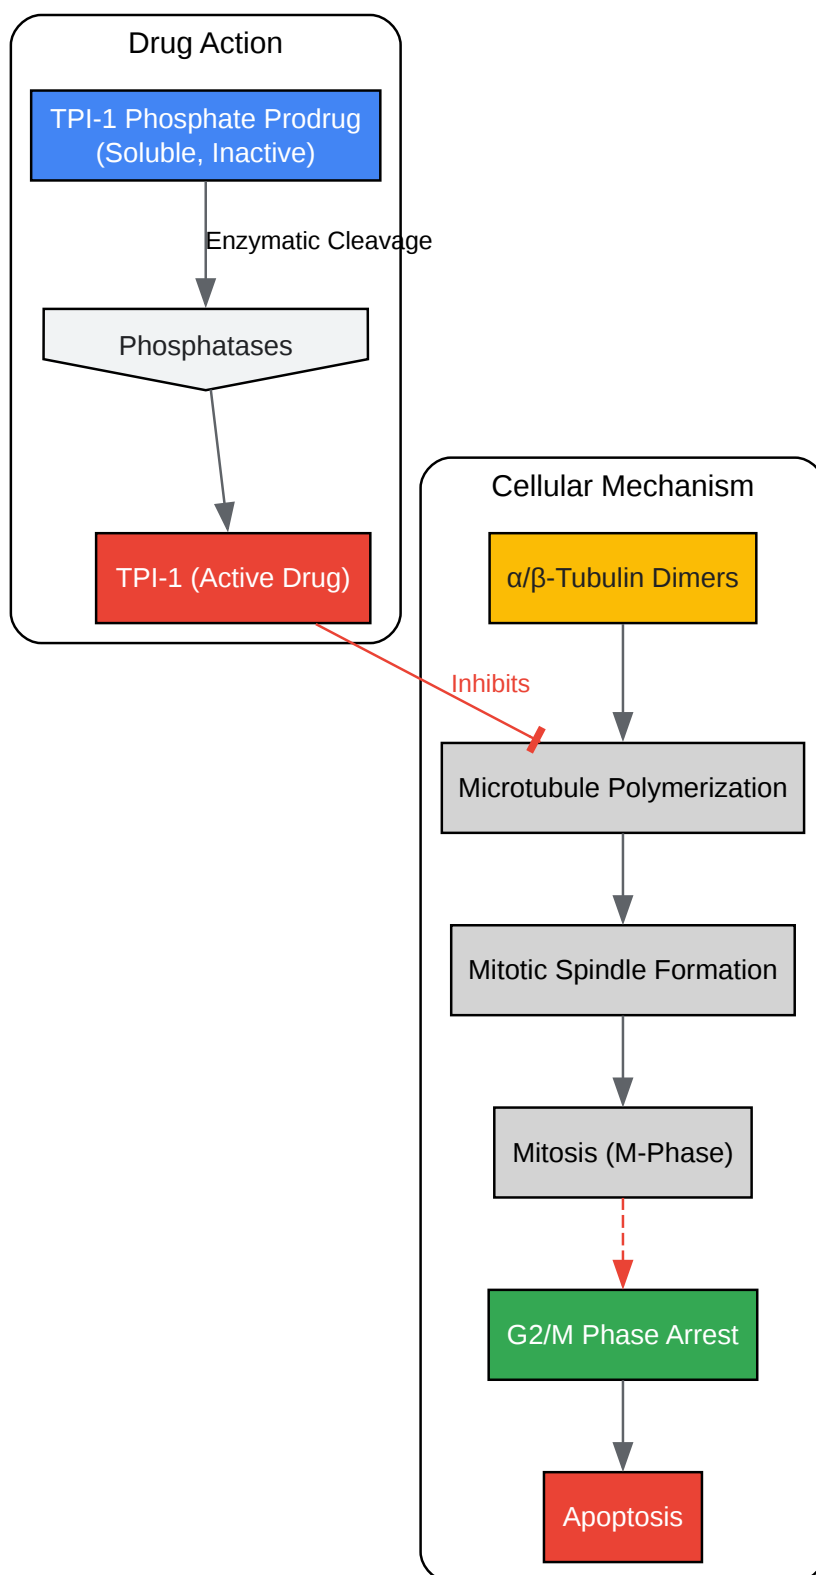 Drug Action
TPI-1 Phosphate Prodrug
(Soluble, Inactive)
Enzymatic Cleavage
Phosphatases
TPI-1 (Active Drug)
Inhibits
Cellular Mechanism
α/β-Tubulin Dimers
Microtubule Polymerization
Mitotic Spindle Formation
Mitosis (M-Phase)
G2/M Phase Arrest
Apoptosis